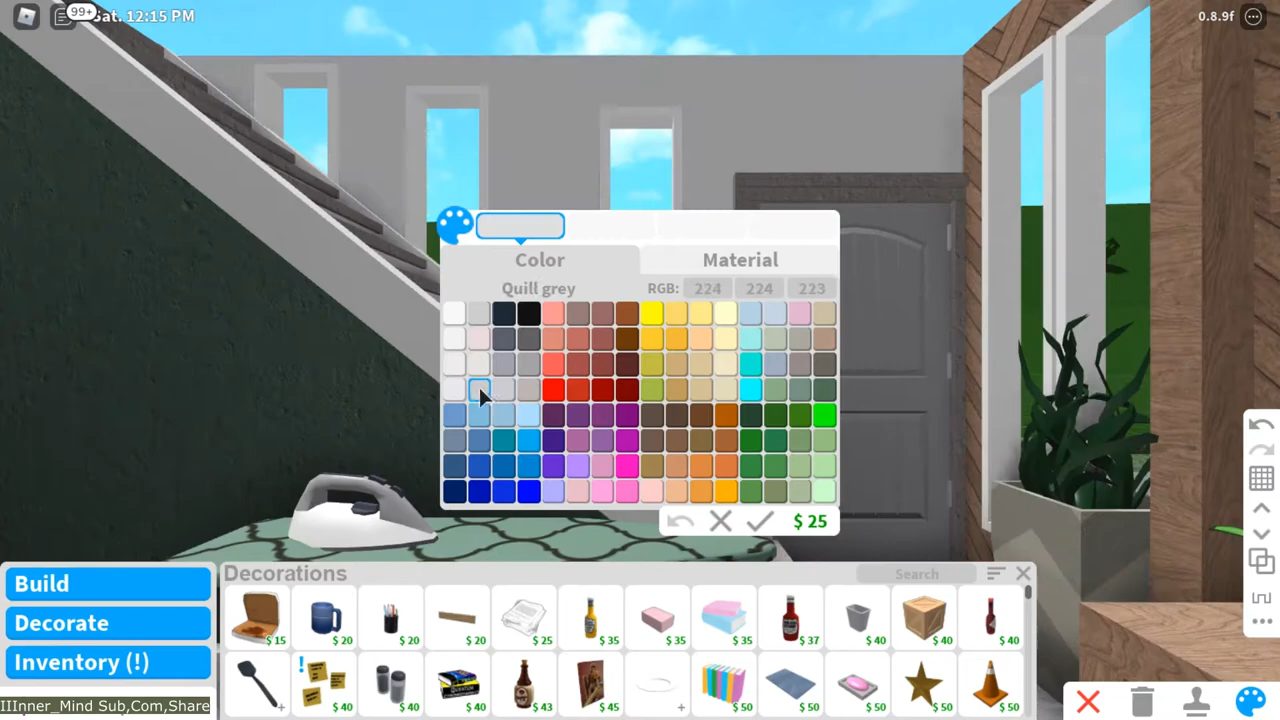 99+
Sat. 12:15 PM
0.8.9f
Color
Material
Quill grey
RGB: 224 224 223
$ 25
Build
Decorate
Inventory (!)
Decorations
Search
$ 15
$ 20
$ 20
$ 20
$ 25
$ 35
$ 35
$ 35
$ 37
$ 40
$ 40
$ 40
+
! $ 40
$ 40
QUANTUM
$ 40
$ 43
$ 45
+
$ 50
$ 50
$ 50
$ 50
$ 50
IIInner_Mind Sub,Com,Share